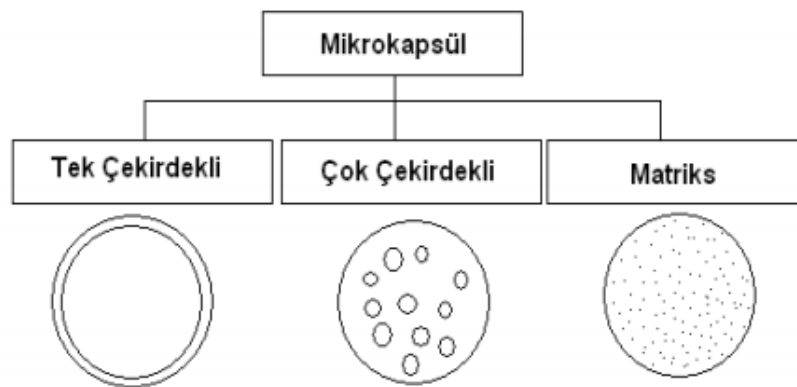 Mikrokapsül
Tek Çekirdekli
Çok Çekirdekli
Matriks